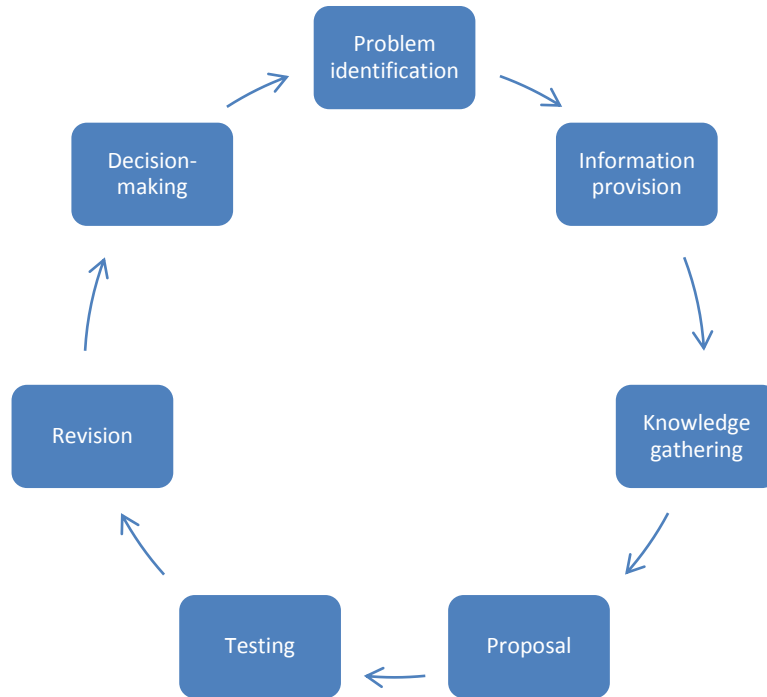 Problem
identification
Information
provision
Knowledge
gathering
Proposal
Testing
Revision
Decision-
making